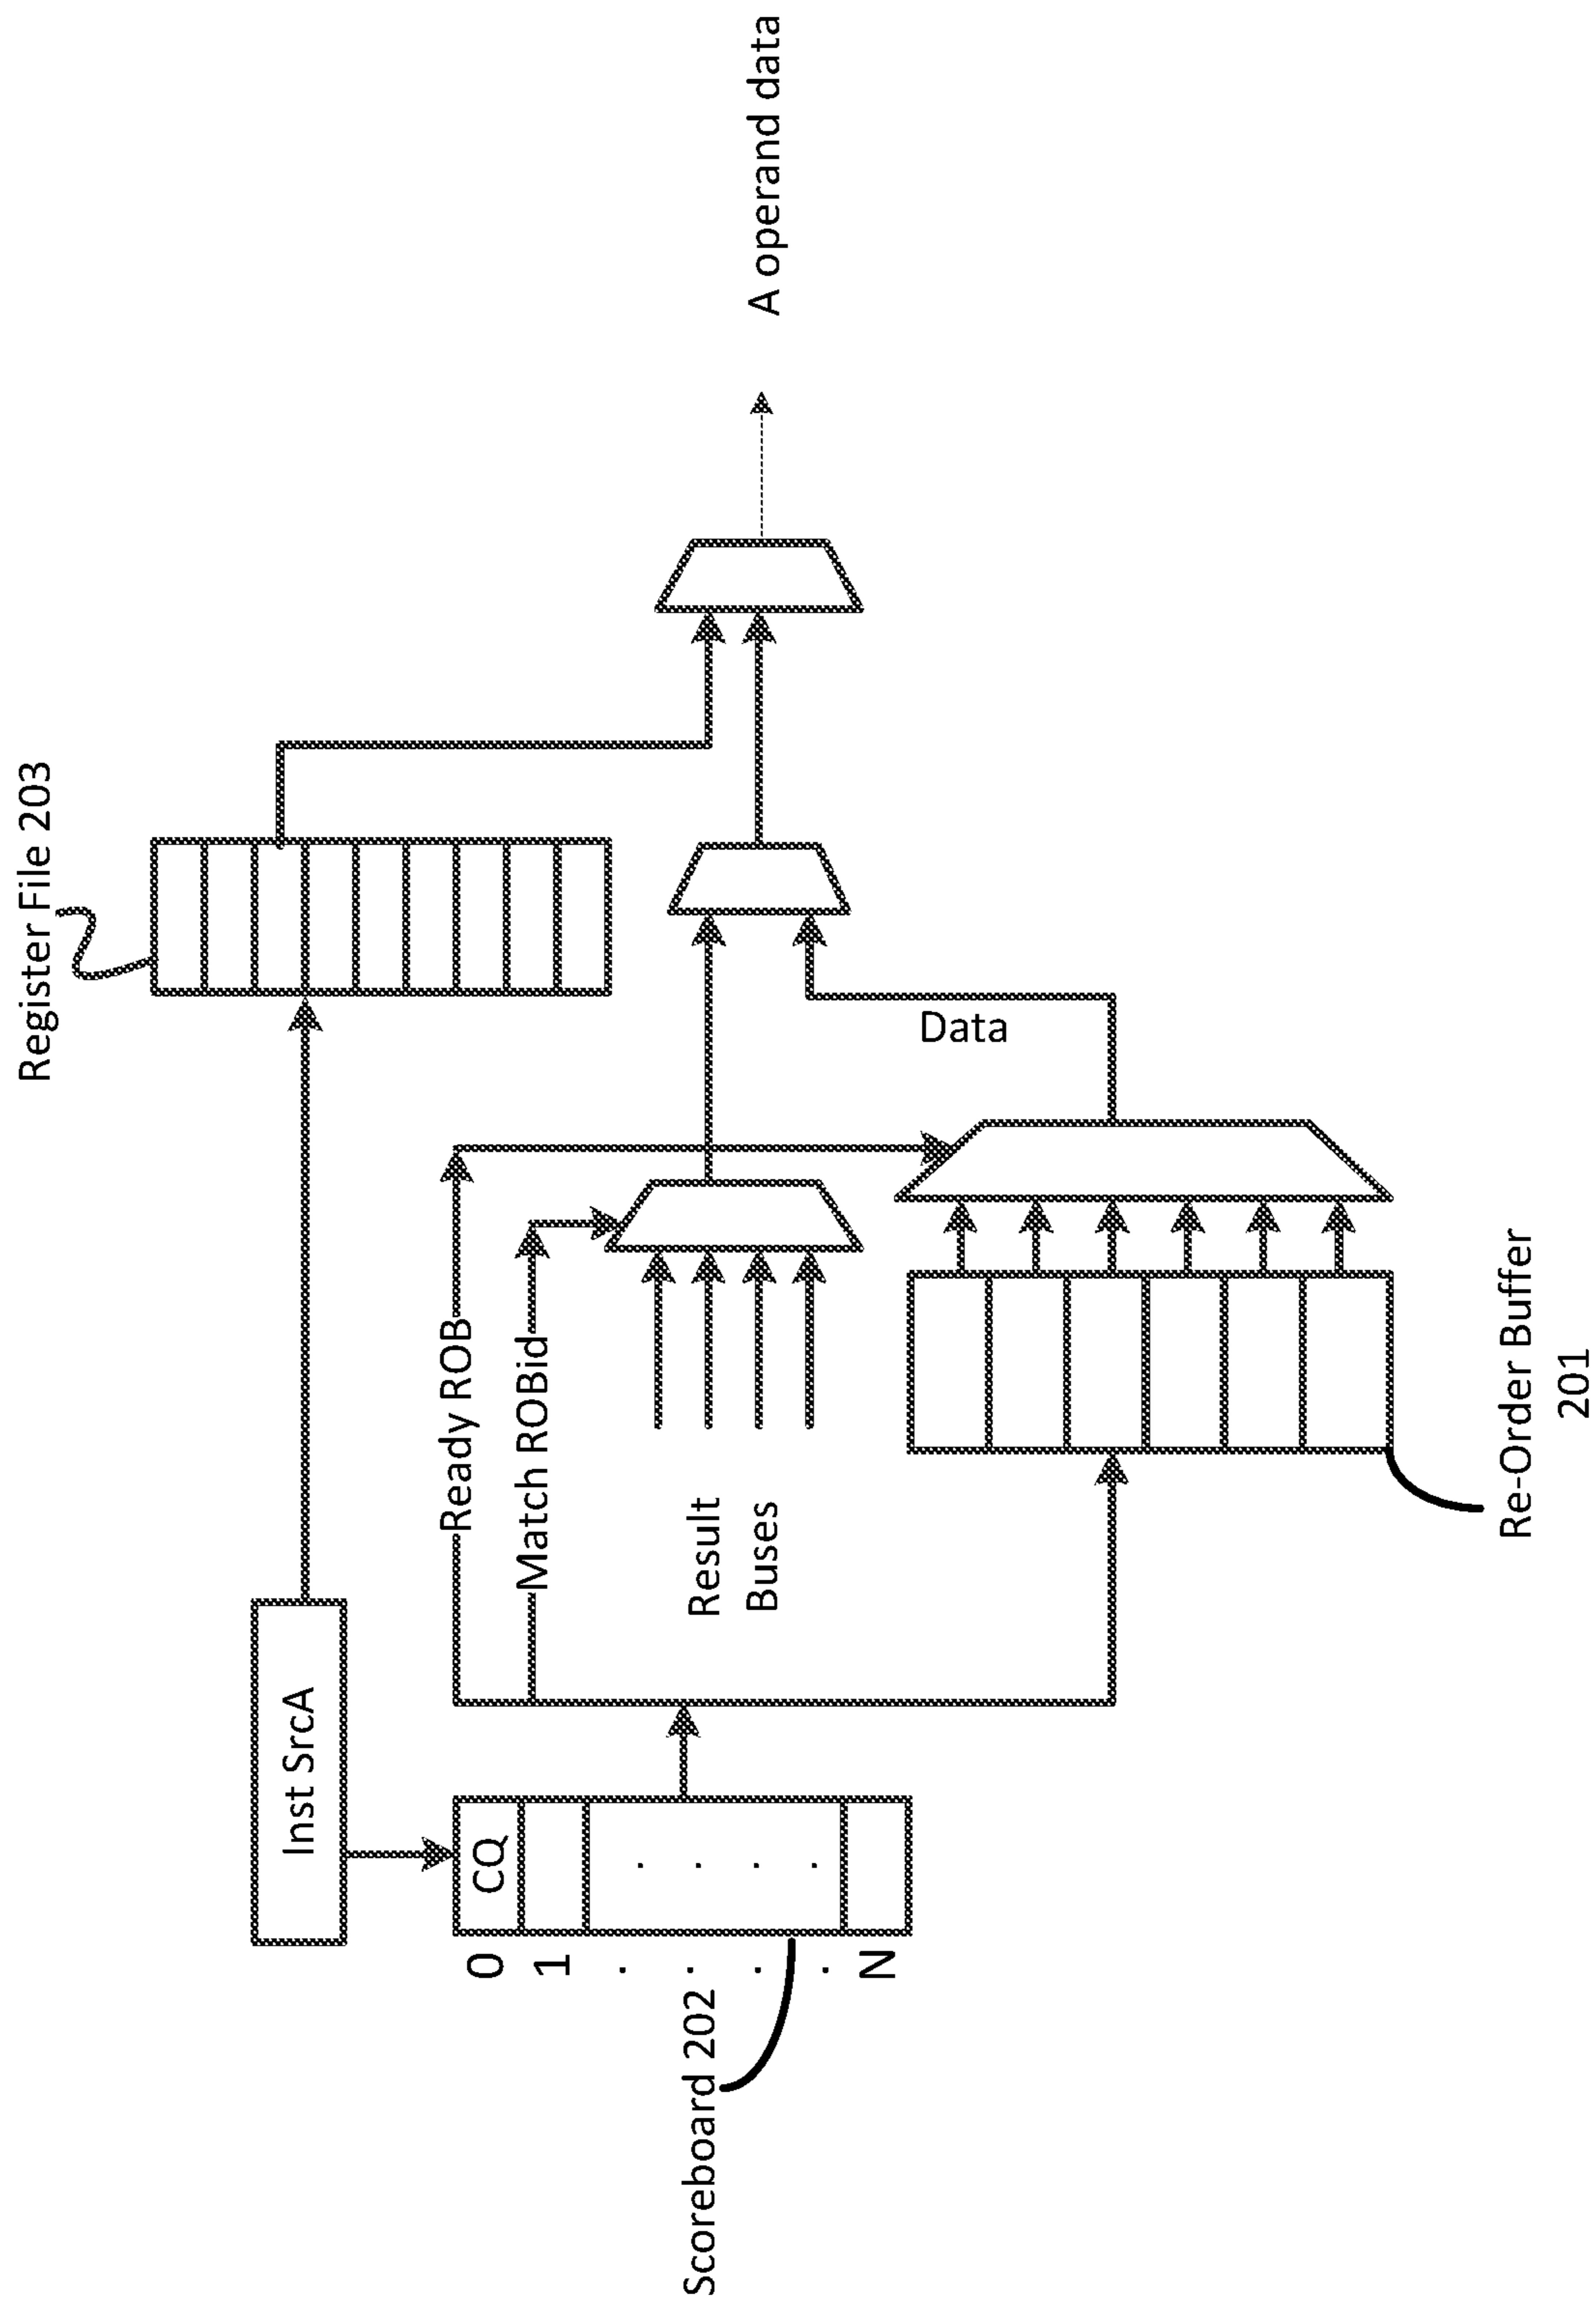 Register File 203
Inst SrcA
Ready ROB
Match ROBid
0
CQ
1
.
.
.
.
.
.
.
.
N
Scoreboard 202
Result
Buses
Data
A operand data
Re-Order Buffer
201